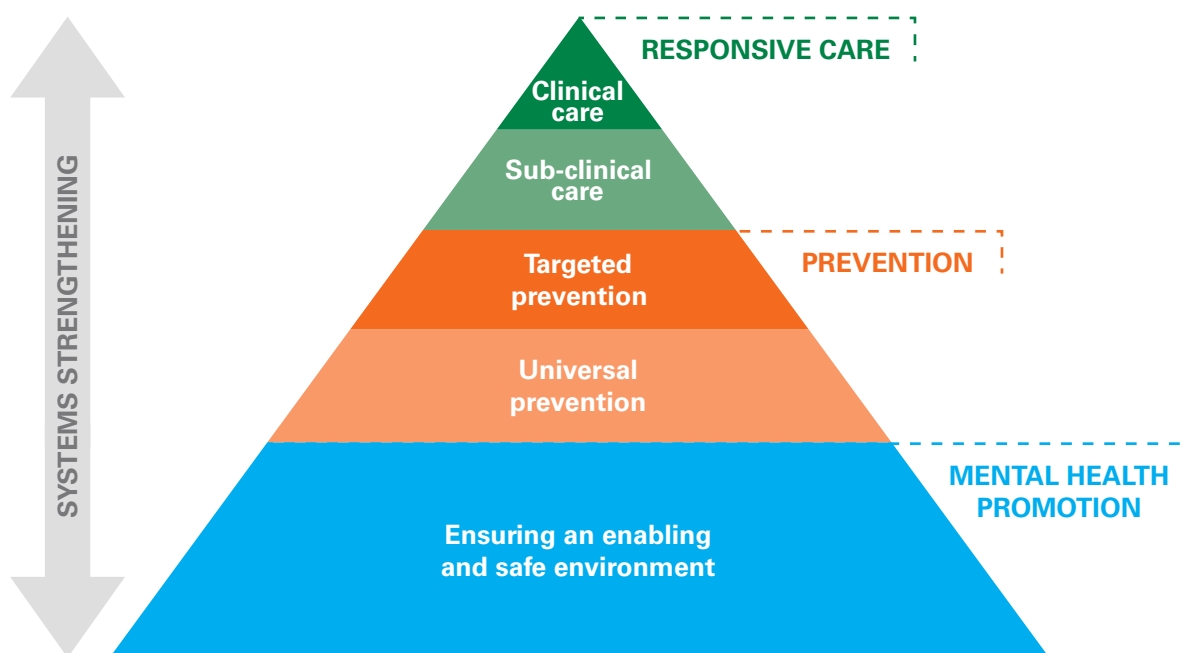 RESPONSIVE CARE
Clinical
care
Sub-clinical
care
Targeted
prevention
PREVENTION
Universal
prevention
MENTAL HEALTH
PROMOTION
Ensuring an enabling
and safe environment
SYSTEMS STRENGTHENING